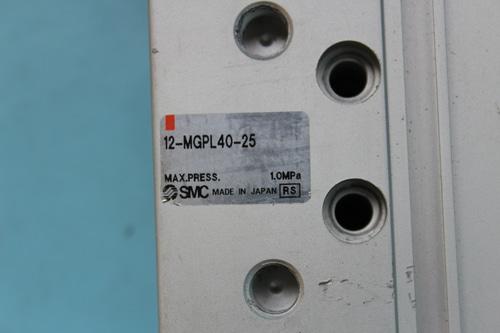 12-MGPL40-25
MAX.PRESS. 1.0MPa
SMC MADE IN JAPAN RS